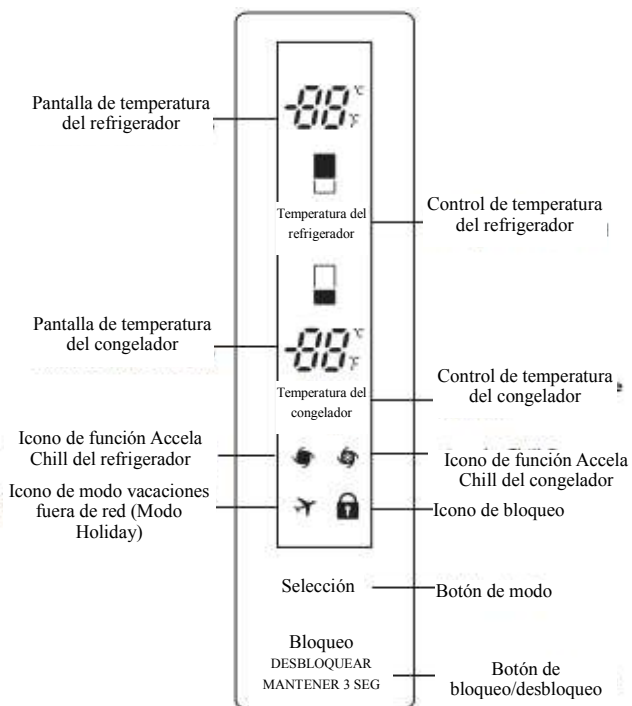 -88 °C
°F
Pantalla de temperatura
del refrigerador
Temperatura del
refrigerador
Control de temperatura
del refrigerador
Pantalla de temperatura
del congelador
-88 °C
°F
Temperatura del
congelador
Control de temperatura
del congelador
Icono de función Accela
Chill del refrigerador
Icono de función Accela
Chill del congelador
Icono de modo vacaciones
fuera de red (Modo
Holiday)
Icono de bloqueo
Selección
Botón de modo
Bloqueo
DESBLOQUEAR
MANTENER 3 SEG
Botón de
bloqueo/desbloqueo